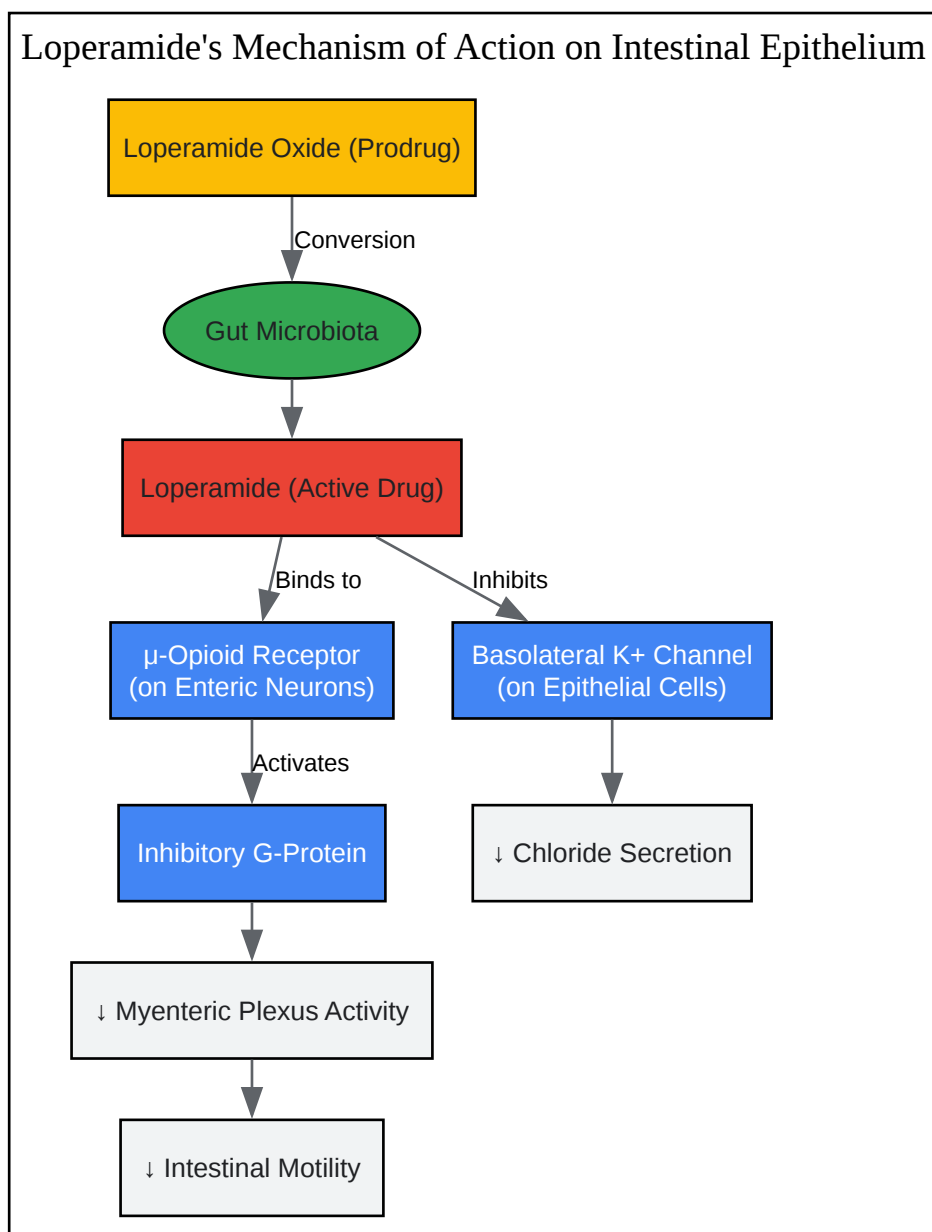 Loperamide's Mechanism of Action on Intestinal Epithelium
Loperamide Oxide (Prodrug)
Conversion
Gut Microbiota
Loperamide (Active Drug)
Binds to
Inhibits
μ-Opioid Receptor
(on Enteric Neurons)
Basolateral K+ Channel
(on Epithelial Cells)
Activates
Inhibitory G-Protein
↓ Chloride Secretion
↓ Myenteric Plexus Activity
↓ Intestinal Motility